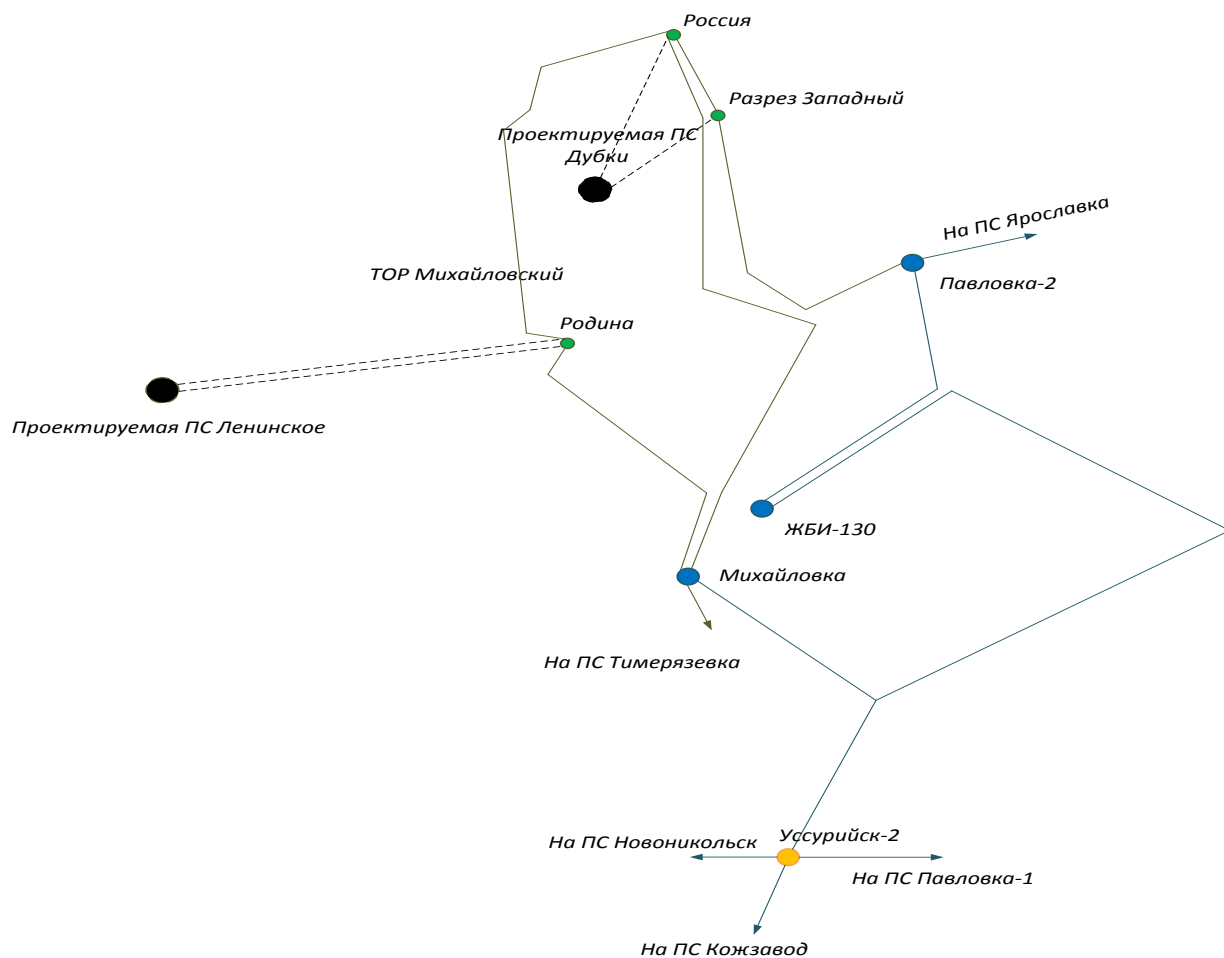 Россия
Разрез Западный
Проектируемая ПС
Дубки
На ПС Ярославка
ТОР Михайловский
Павловка-2
Родина
Проектируемая ПС Ленинское
ЖБИ-130
Михайловка
На ПС Тимерязевка
На ПС Новоникольск
Уссурийск-2
На ПС Павловка-1
На ПС Кожзавод